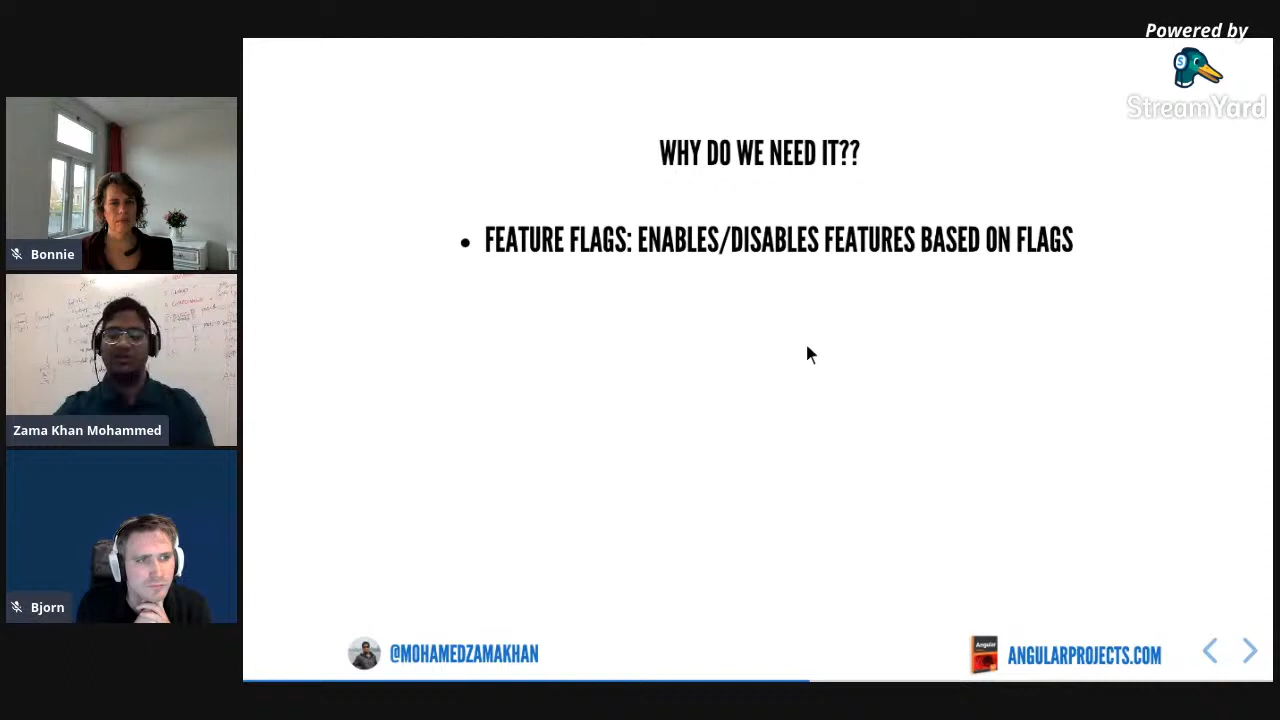 Powered by
StreamYard
WHY DO WE NEED IT??
• FEATURE FLAGS: ENABLES/DISABLES FEATURES BASED ON FLAGS
Bonnie
Zama Khan Mohammed
Bjorn
@MOHAMEDZAMAKHAN
Angular
ANGULARPROJECTS.COM